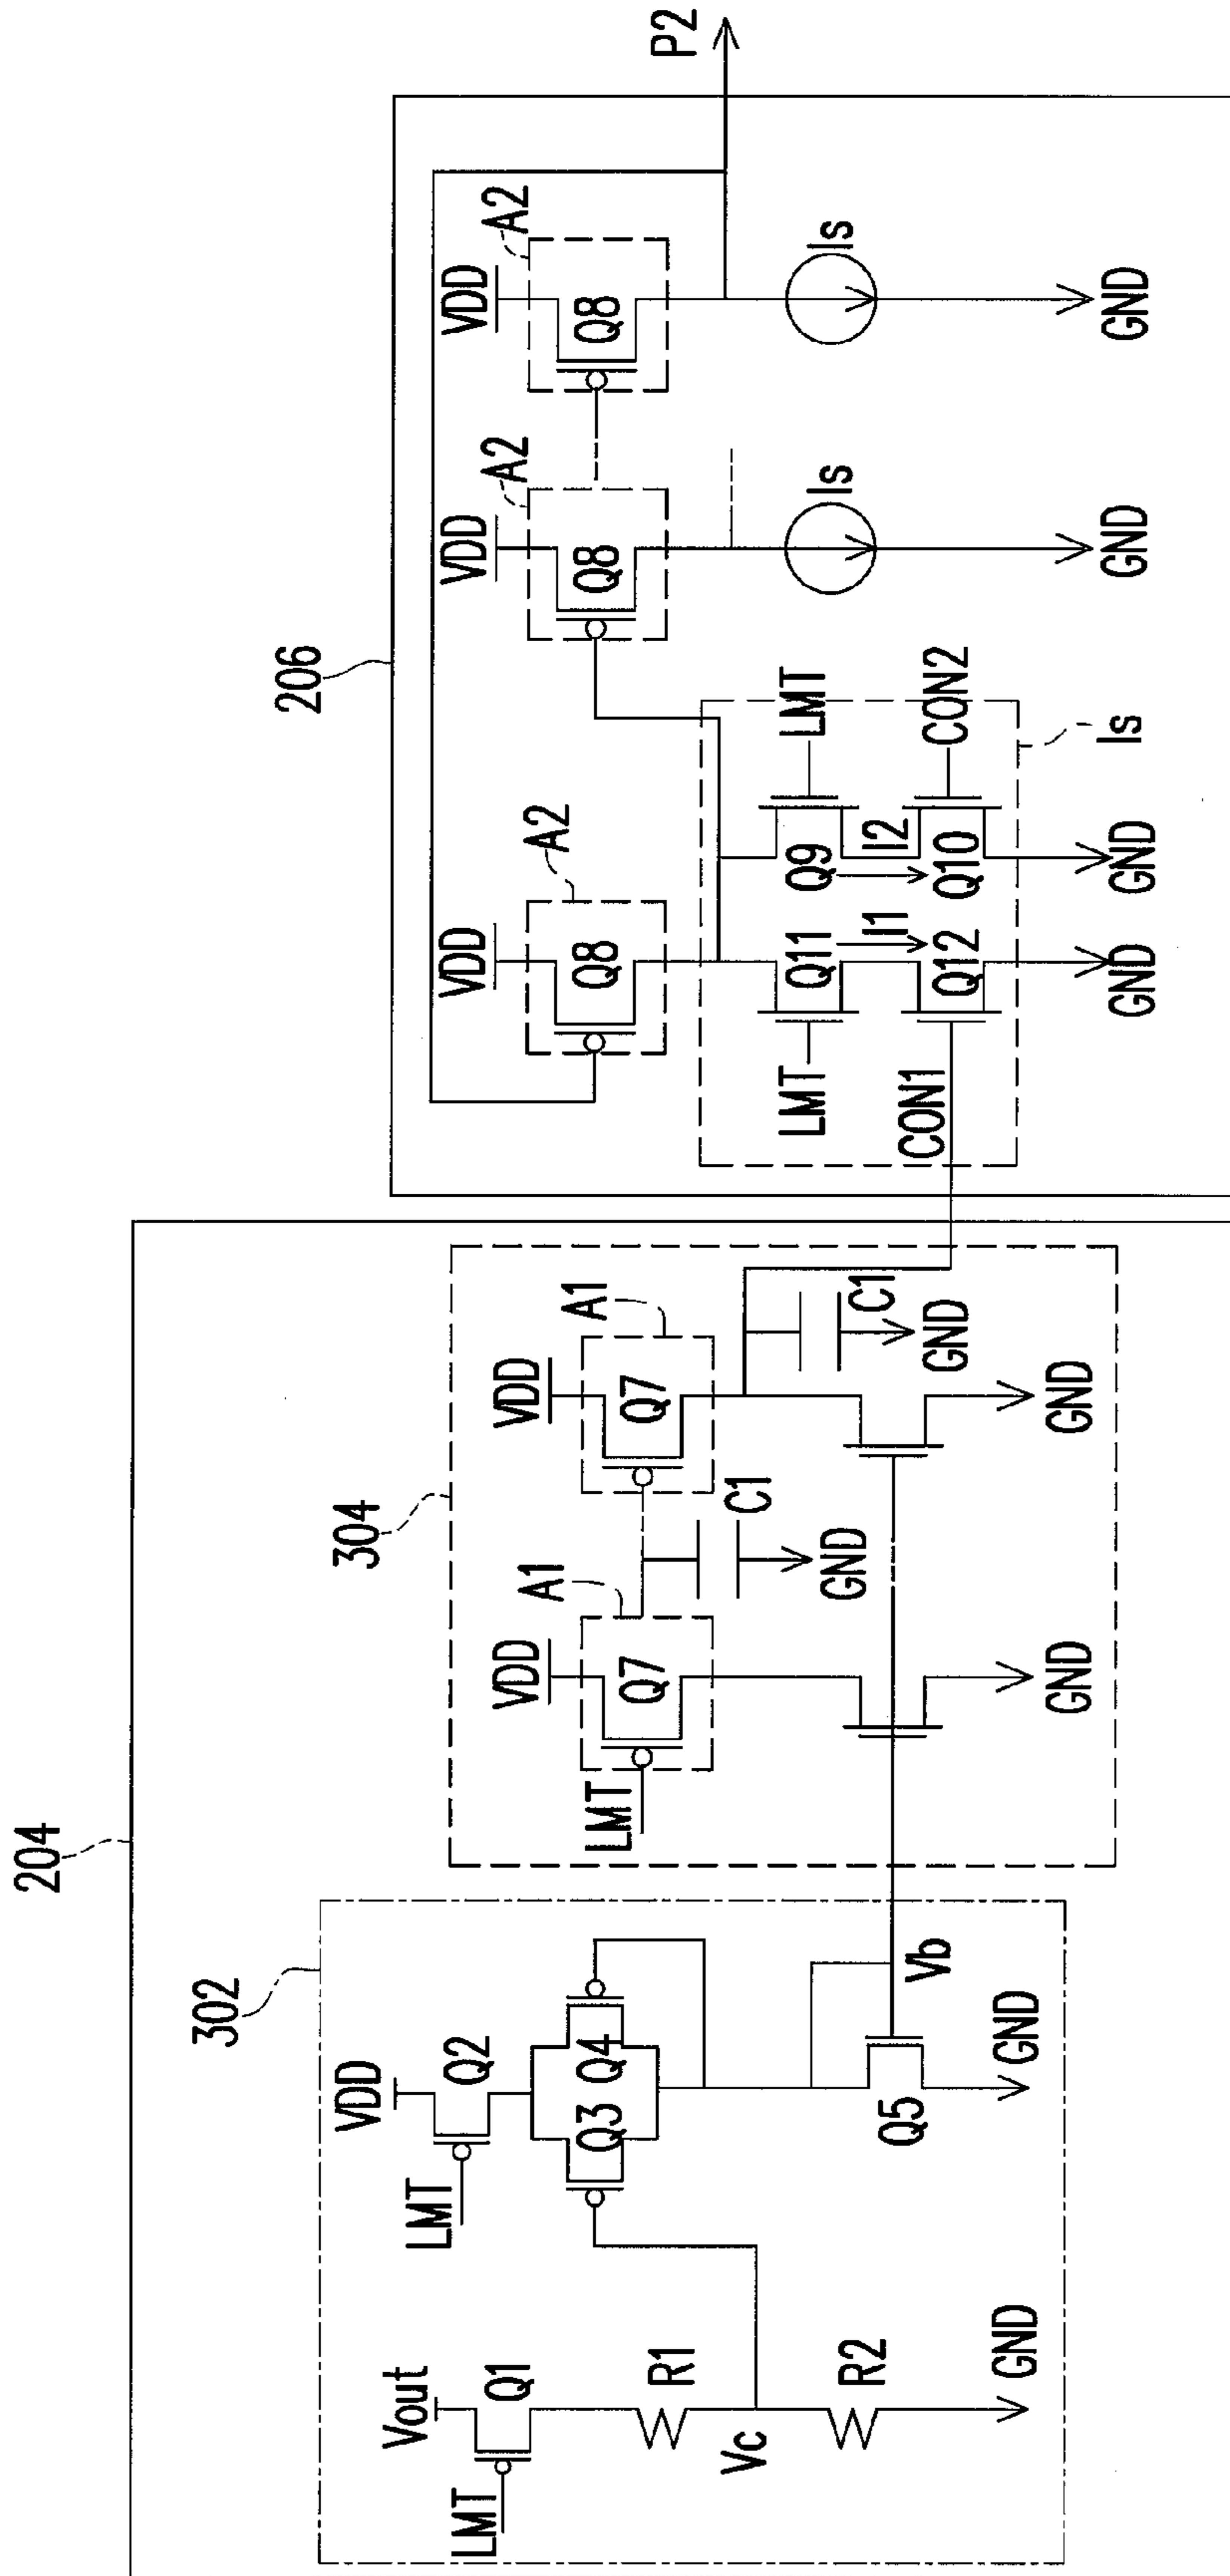 204
302
Vout
LMT
Q1
R1
Vc
R2
GND
VDD
LMT
Q2
Q3
Q4
Vb
Q5
GND
304
VDD
A1
LMT
Q7
C1
GND
GND
VDD
A1
Q7
C1
GND
GND
206
VDD
A2
Q8
LMT
Q11
I1
CON1
Q12
GND
LMT
Q9
I2
Q10
CON2
GND
Is
VDD
A2
Q8
Is
GND
VDD
A2
Q8
Is
GND
P2